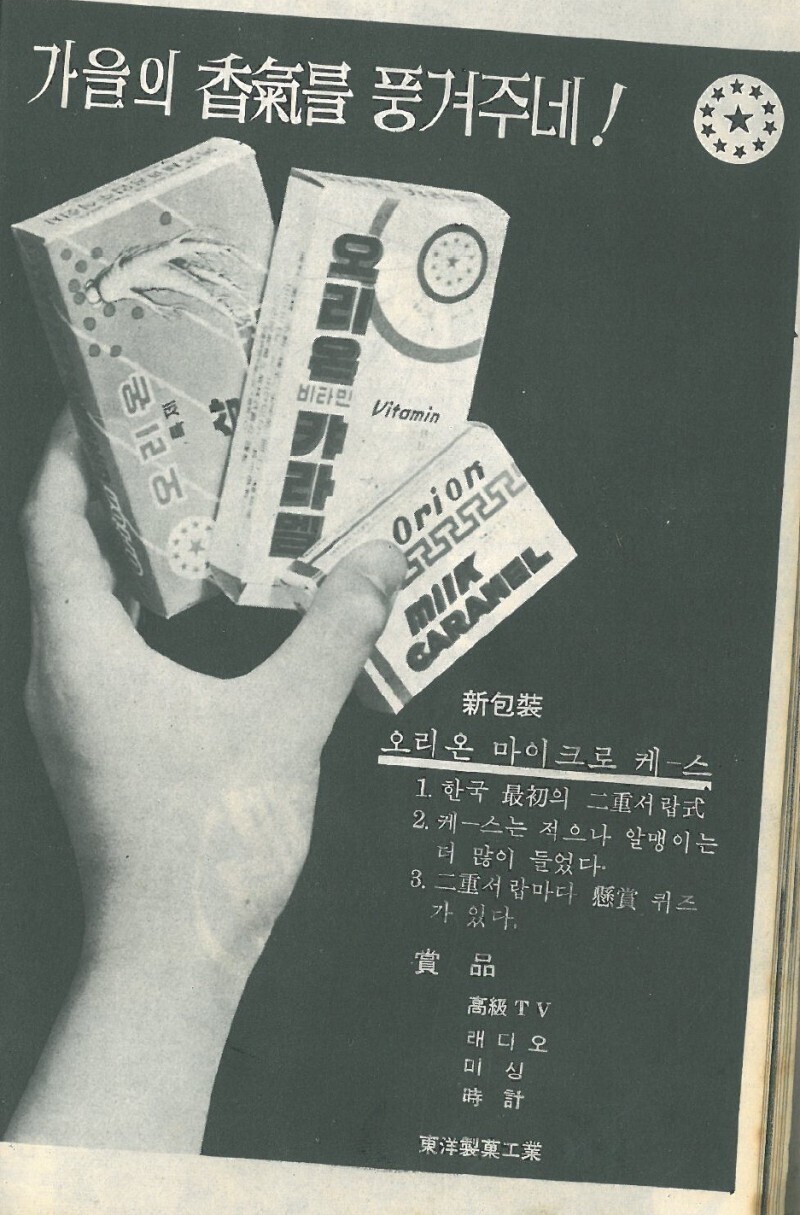 가을의 香氣를 풍겨주네!
오리온
비타민
카라멜
Vitamin
Orion
milk
CARAMEL
新包裝
오리온 마이크로 케-스
1. 한국 最初의 二重서랍式
2. 케-스는 적으나 알맹이는
더 많이 들었다.
3. 二重서랍마다 懸賞 퀴즈
가 있다.
賞 品
高級 TV
래디오
미싱
時計
東洋製菓工業